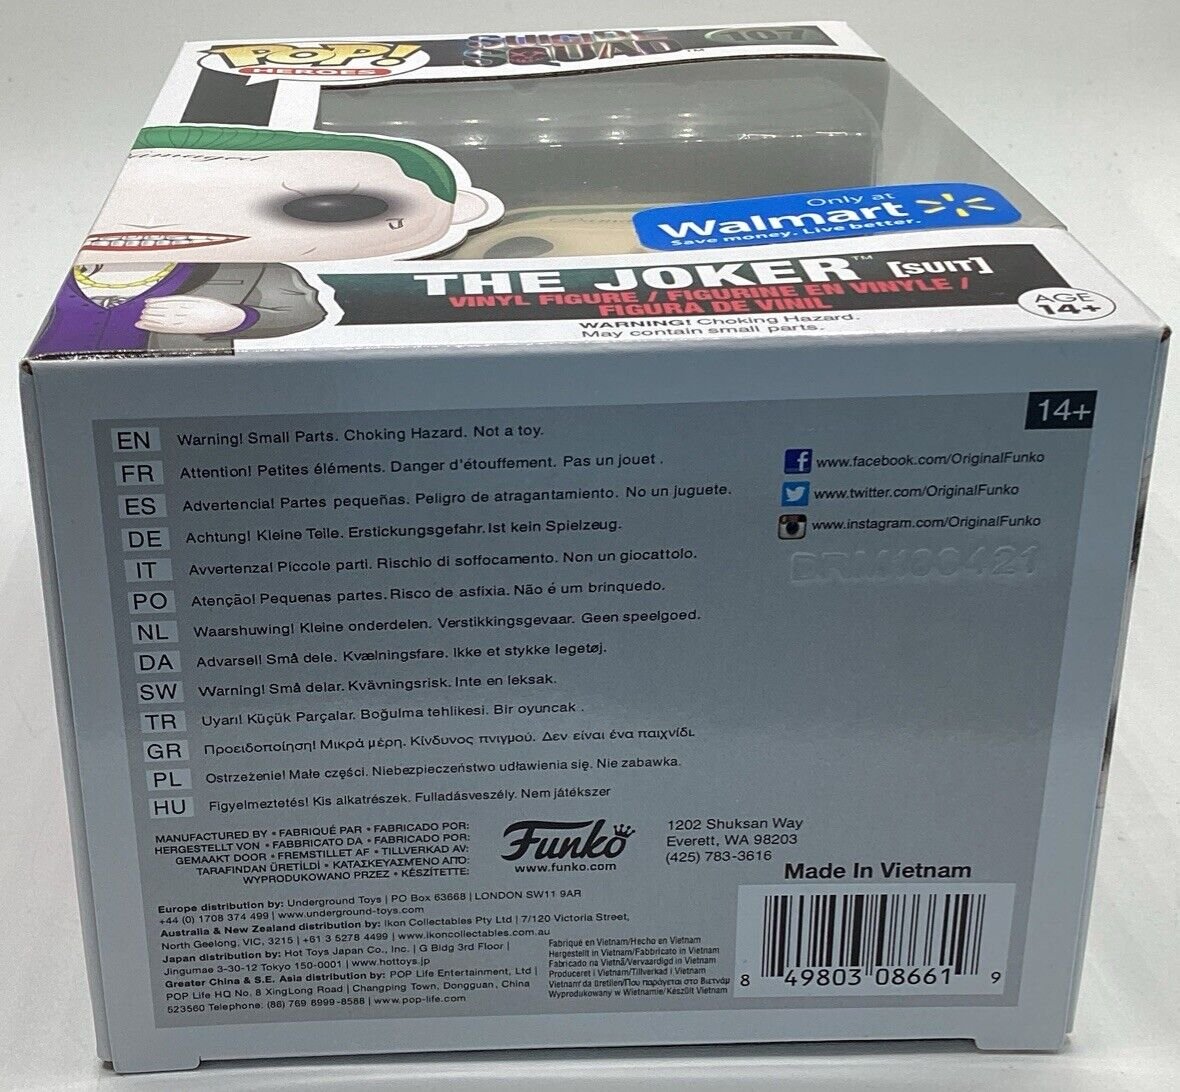 POP!
HEROES
SUICIDE
SQUAD™
107
Damaged
J
Only at
Walmart
Save money. Live better.
THE JOKER™ [SUIT]
VINYL FIGURE / FIGURINE EN VINYLE /
FIGURA DE VINIL
WARNING! Choking Hazard.
May contain small parts.
AGE
14+
14+
EN Warning! Small Parts. Choking Hazard. Not a toy.
FR Attention! Petites éléments. Danger d'étouffement. Pas un jouet .
ES Advertencia! Partes pequeñas. Peligro de atragantamiento. No un juguete.
DE Achtung! Kleine Teile. Erstickungsgefahr. Ist kein Spielzeug.
IT Avvertenza! Piccole parti. Rischio di soffocamento. Non un giocattolo.
PO Atenção! Pequenas partes. Risco de asfixia. Não é um brinquedo.
NL Waarshuwing! Kleine onderdelen. Verstikkingsgevaar. Geen speelgoed.
DA Advarsel! Små dele. Kvælningsfare. Ikke et stykke legetøj.
SW Warning! Små delar. Kvävningsrisk. Inte en leksak.
TR Uyarı! Küçük Parçalar. Boğulma tehlikesi. Bir oyuncak .
GR Προειδοποίηση! Μικρά μέρη. Κίνδυνος πνιγμού. Δεν είναι ένα παιχνίδι.
PL Ostrzeżenie! Małe części. Niebezpieczeństwo udławienia się. Nie zabawka.
HU Figyelmeztetés! Kis alkatrészek. Fulladásveszély. Nem játékszer
www.facebook.com/OriginalFunko
www.twitter.com/OriginalFunko
www.instagram.com/OriginalFunko
DRM100421
MANUFACTURED BY • FABRIQUÉ PAR • FABRICADO POR:
HERGESTELLT VON • FABBRICATO DA • FABRICADO POR:
GEMAAKT DOOR • FREMSTILLET AF • TILLVERKAD AV:
TARAFINDAN ÜRETİLDİ • ΚΑΤΑΣΚΕΥΑΣΜΕΝΟ ΑΠΟ:
WYPRODUKOWANO PRZEZ • KÉSZÍTETTE:
Funko
www.funko.com
1202 Shuksan Way
Everett, WA 98203
(425) 783-3616
Made In Vietnam
Europe distribution by: Underground Toys | PO Box 63668 | LONDON SW11 9AR
+44 (0) 1708 374 499 | www.underground-toys.com
Australia & New Zealand distribution by: Ikon Collectables Pty Ltd | 7/120 Victoria Street,
North Geelong, VIC, 3215 | +61 3 5278 4499 | www.ikoncollectables.com.au
Japan distribution by: Hot Toys Japan Co., Inc. | G Bldg 3rd Floor |
Jingumae 3-30-12 Tokyo 150-0001 | www.hottoys.jp
Greater China & S.E. Asia distribution by: POP Life Entertainment, Ltd |
POP Life HQ No. 8 XingLong Road | Changping Town, Dongguan, China
523560 Telephone: (86) 769 8999-8588 | www.pop-life.com
Fabriqué en Vietnam/Hecho en Vietnam
Hergestellt in Vietnam/Fabbricato in Vietnam
Fabricado na Vietnã/Vervaardigd in Vietnam
Produceret i Vietnam/Tillverkad i Vietnam
Vietnam'da üretilen/Που παράγεται στο Βιετνάμ
Wyprodukowany w Wietnamie/Készült Vietnam
8 49803 08661 9